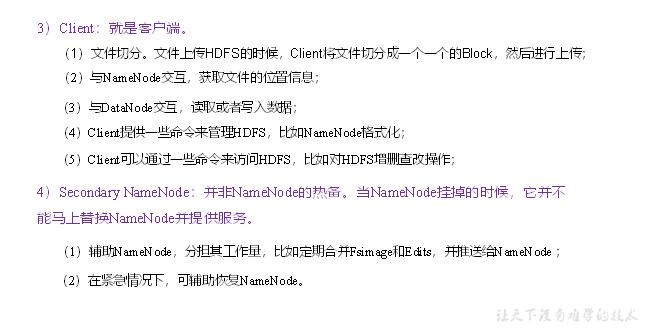 3）Client：就是客户端。
（1）文件切分。文件上传HDFS的时候，Client将文件切分成一个一个的Block，然后进行上传；
（2）与NameNode交互，获取文件的位置信息；
（3）与DataNode交互，读取或者写入数据；
（4）Client提供一些命令来管理HDFS，比如NameNode格式化；
（5）Client可以通过一些命令来访问HDFS，比如对HDFS增删查改操作；
4）Secondary NameNode：并非NameNode的热备。当NameNode挂掉的时候，它并不
能马上替换NameNode并提供服务。
（1）辅助NameNode，分担其工作量，比如定期合并Fsimage和Edits，并推送给NameNode ；
（2）在紧急情况下，可辅助恢复NameNode。
让天下没有难学的技术